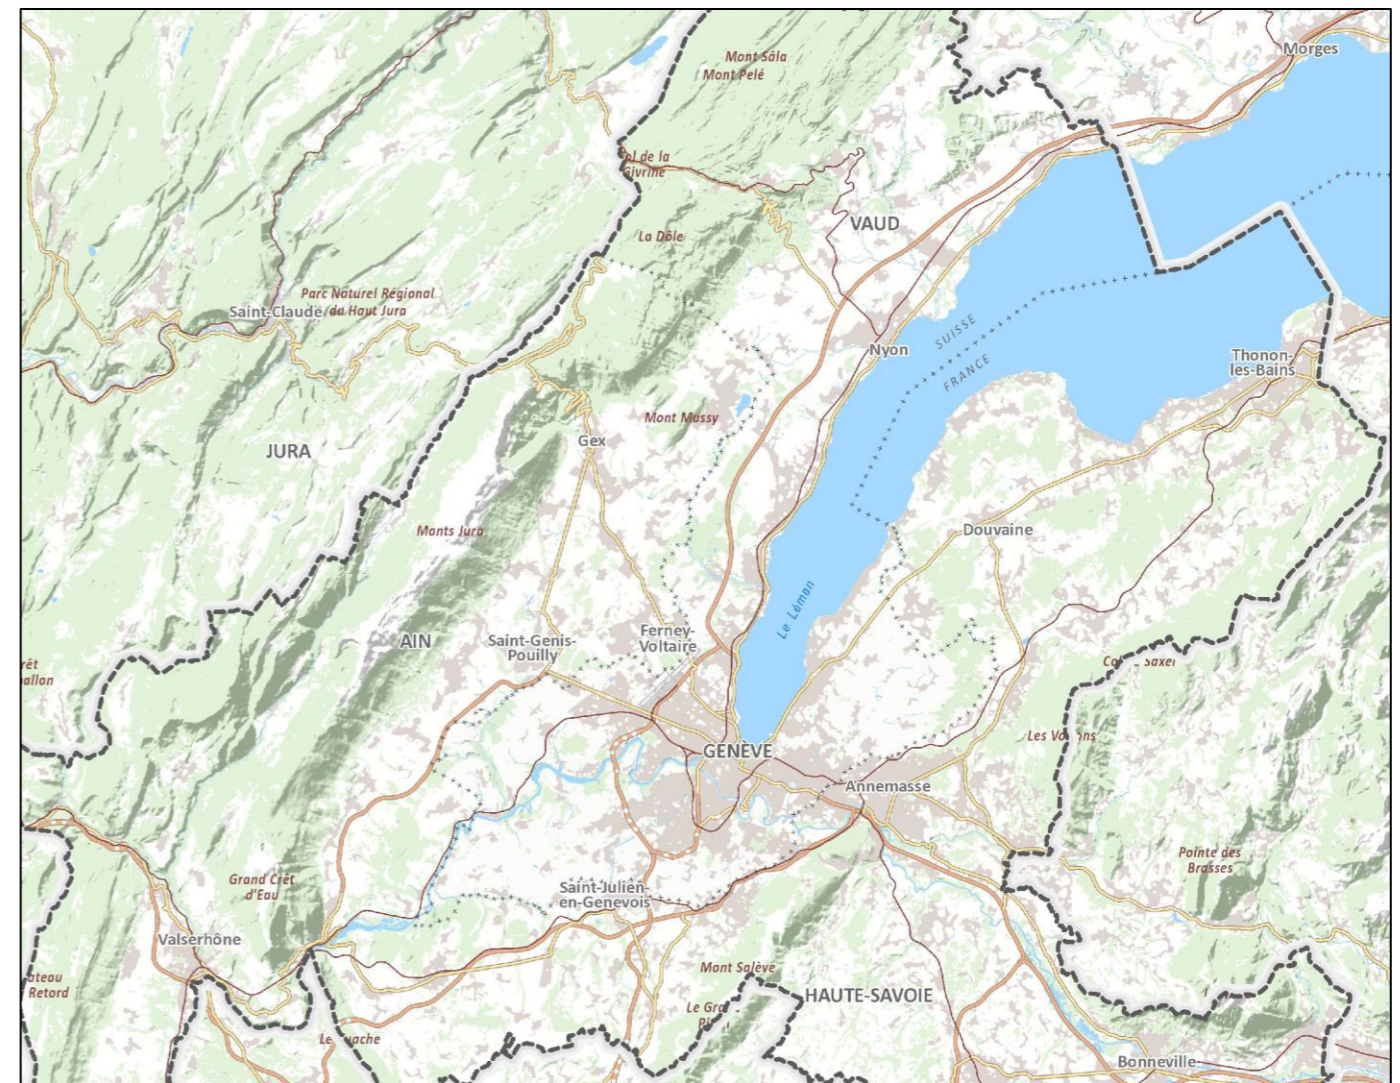 Morges
Mont Sâla
Mont Pelé
Col de la
Givrine
VAUD
La Dôle
Parc Naturel Régional
du Haut Jura
Saint-Claude
SUISSE
FRANCE
Nyon
Thonon-
les-Bains
Mont Mussy
Gex
JURA
Monts Jura
Douvaine
Le Léman
AIN
Saint-Genis-
Pouilly
Ferney-
Voltaire
Saxel
Les
GENÈVE
Annemasse
Pointe des
Brasses
Grand Crêt
d'Eau
Saint-Julien-
en-Genevois
Valserhône
Retord
Mont Salève
HAUTE-SAVOIE
Bonneville